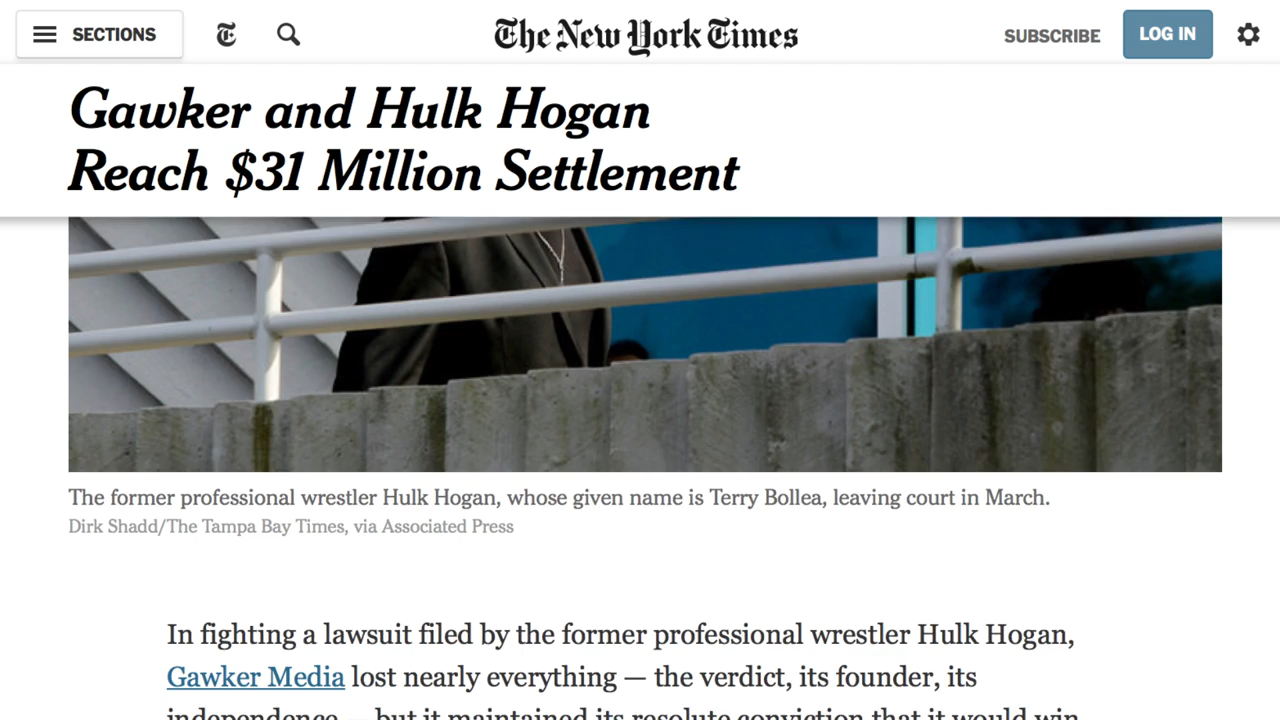 SECTIONS
The New York Times
SUBSCRIBE
LOG IN
Gawker and Hulk Hogan
Reach $31 Million Settlement
The former professional wrestler Hulk Hogan, whose given name is Terry Bollea, leaving court in March.
Dirk Shadd/The Tampa Bay Times, via Associated Press
In fighting a lawsuit filed by the former professional wrestler Hulk Hogan,
Gawker Media lost nearly everything — the verdict, its founder, its
independence — but it maintained its resolute conviction that it would win